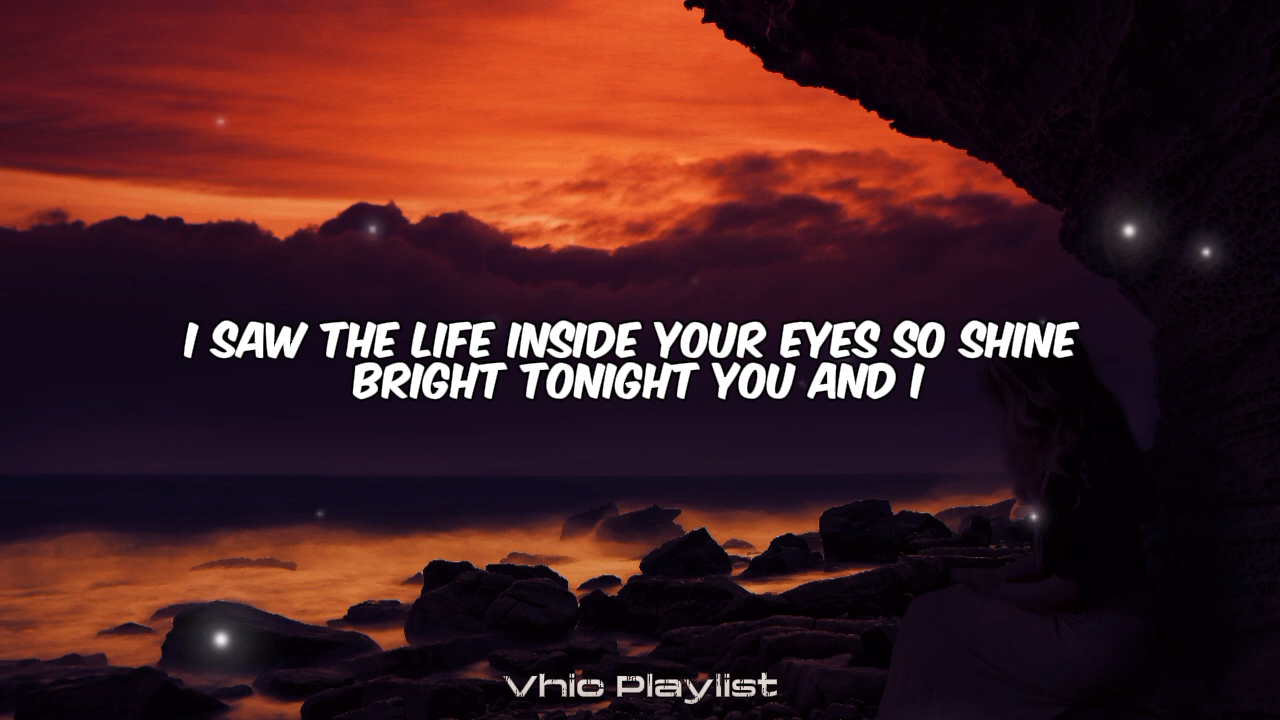 I SAW THE LIFE INSIDE YOUR EYES SO SHINE
BRIGHT TONIGHT YOU AND I
Vhio Playlist